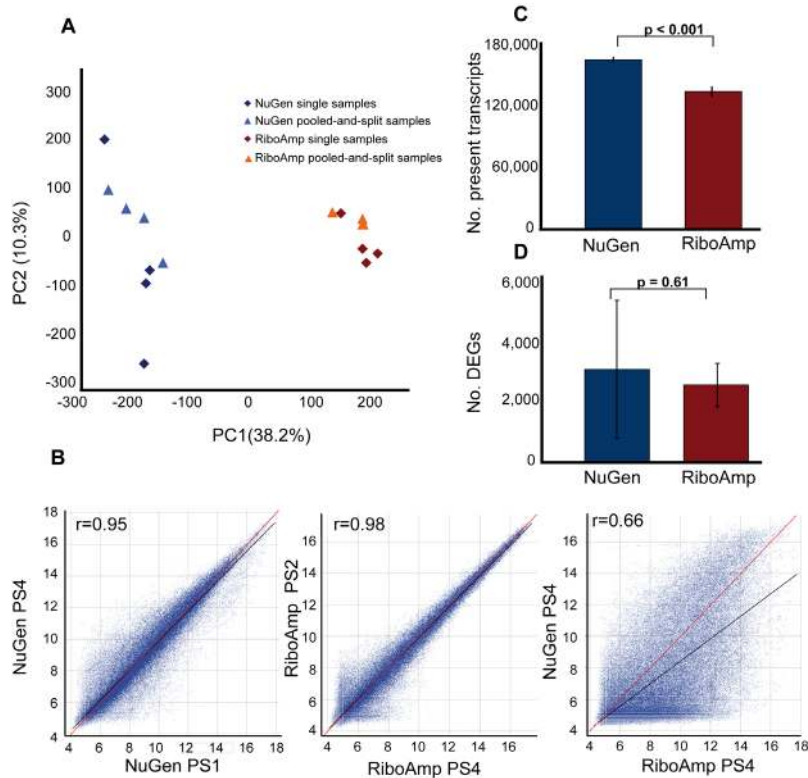 A
PC2 (10.3%)
300
200
100
0
-100
-200
-300
-300
-200
-100
0
100
200
PC1(38.2%)
NuGen single samples
NuGen pooled-and-split samples
RiboAmp single samples
RiboAmp pooled-and-split samples
C
p < 0.001
No. present transcripts
180,000
120,000
60,000
0
NuGen
RiboAmp
D
p = 0.61
No. DEGs
6,000
4,000
2,000
0
NuGen
RiboAmp
B
r=0.95
NuGen PS4
18
16
14
12
10
8
6
4
4 6 8 10 12 14 16 18
NuGen PS1
r=0.98
RiboAmp PS2
16
14
12
10
8
6
4
4 6 8 10 12 14 16
RiboAmp PS4
r=0.66
NuGen PS4
16
14
12
10
8
6
4
4 6 8 10 12 14 16 18
RiboAmp PS4